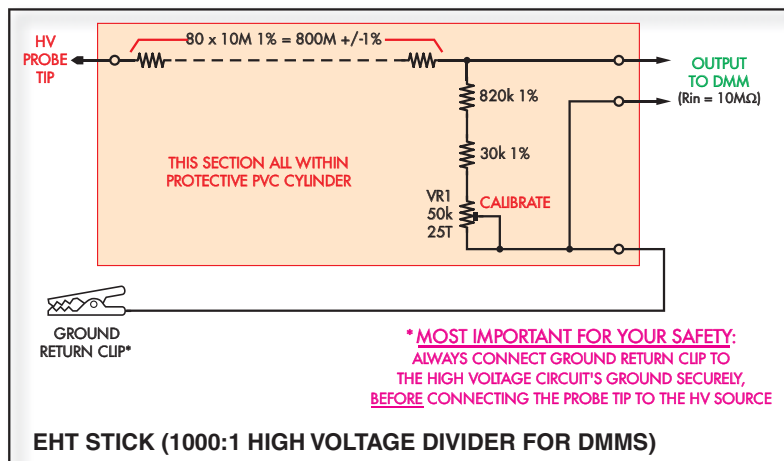 80 x 10M 1% = 800M +/-1%
HV
PROBE
TIP
OUTPUT
TO DMM
(Rin = 10MΩ)
820k 1%
30k 1%
THIS SECTION ALL WITHIN
PROTECTIVE PVC CYLINDER
VR1
50k
25T
CALIBRATE
GROUND
RETURN CLIP*
* MOST IMPORTANT FOR YOUR SAFETY:
ALWAYS CONNECT GROUND RETURN CLIP TO
THE HIGH VOLTAGE CIRCUIT'S GROUND SECURELY,
BEFORE CONNECTING THE PROBE TIP TO THE HV SOURCE
EHT STICK (1000:1 HIGH VOLTAGE DIVIDER FOR DMMS)